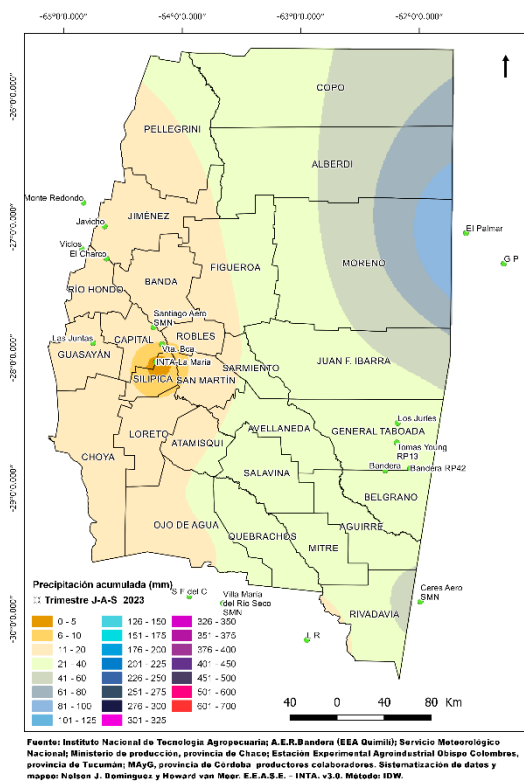 -65°0'0.000"
-64°0'0.000"
-63°0'0.000"
-62°0'0.000"
-26°0'0.000"
-27°0'0.000"
-28°0'0.000"
-29°0'0.000"
-30°0'0.000"
COPO
PELLEGRINI
ALBERDI
Monte Redondo
JIMÉNEZ
Javicho
El Palmar
Vidos
El Charco
FIGUEROA
MORENO
G P
BANDA
RÍO HONDO
Santiago Aero
SMN
Las Juntas
CAPITAL
ROBLES
Vta. Bca.
GUASAYÁN
INTA-La María
JUAN F. IBARRA
SARMIENTO
SILIPICA
SAN MARTÍN
Los Juríes
LORETO
AVELLANEDA
GENERAL TABOADA
ATAMISQUI
Tomas Young
RP13
CHOYA
SALAVINA
Bandera
Bandera RP42
BELGRANO
OJO DE AGUA
QUEBRACHOS
AGUIRRE
MITRE
S F del C
Villa María
del Río Seco
SMN
Ceres Aero
SMN
RIVADAVIA
L R
Precipitación acumulada (mm)
Trimestre J-A-S 2023
0 - 5
6 - 10
11 - 20
21 - 40
41 - 60
61 - 80
81 - 100
101 - 125
126 - 150
151 - 175
176 - 200
201 - 225
226 - 250
251 - 275
276 - 300
301 - 325
326 - 350
351 - 375
376 - 400
401 - 450
451 - 500
501 - 600
601 - 700
40 0 40 80 Km
Fuente: Instituto Nacional de Tecnología Agropecuaria; A.E.R.Bandera (EEA Quimilí); Servicio Meteorológico
Nacional; Ministerio de producción, provincia de Chaco; Estación Experimental Agroindustrial Obispo Colombres,
provincia de Tucumán; MAyG, provincia de Córdoba productores colaboradores. Sistematización de datos y
mapeo: Nelson J. Dominguez y Howard van Meer. E.E.A.S.E. - INTA. v3.0. Método: IDW.